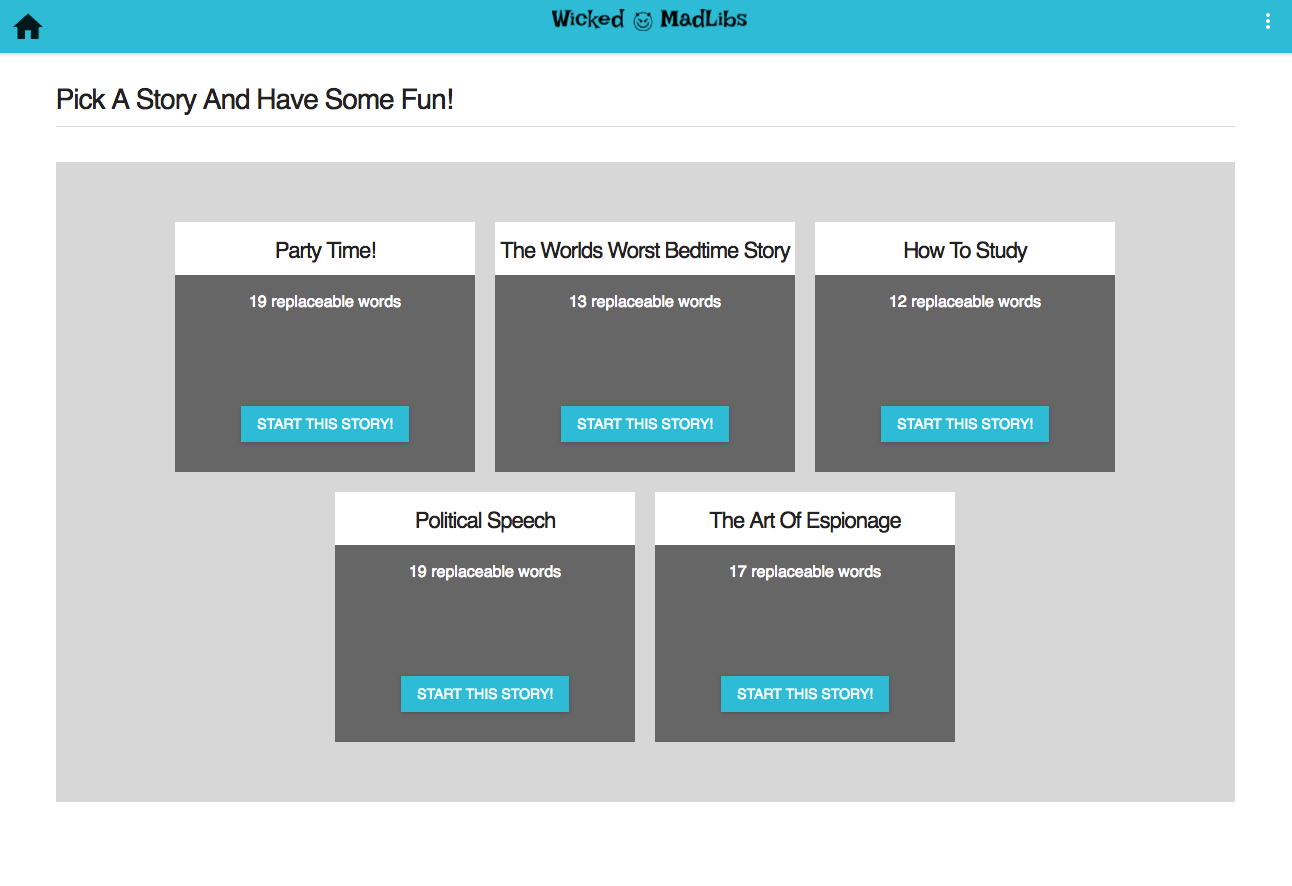 Wicked MadLibs
Pick A Story And Have Some Fun!
Party Time!
19 replaceable words
START THIS STORY!
The Worlds Worst Bedtime Story
13 replaceable words
START THIS STORY!
How To Study
12 replaceable words
START THIS STORY!
Political Speech
19 replaceable words
START THIS STORY!
The Art Of Espionage
17 replaceable words
START THIS STORY!